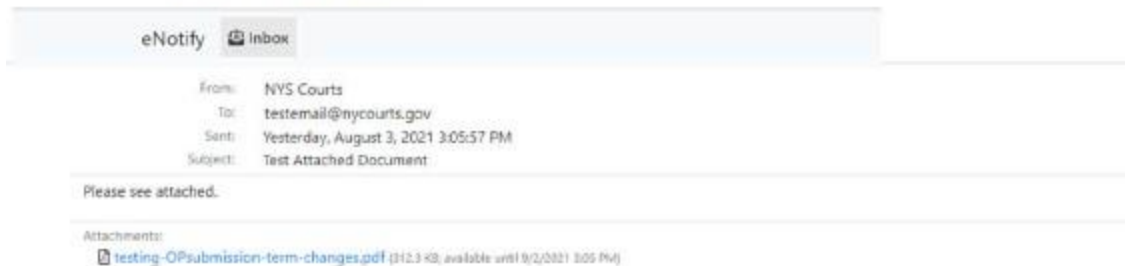 eNotify Inbox
From: NYS Courts
To: testemail@nycourts.gov
Sent: Yesterday, August 3, 2021 3:05:57 PM
Subject: Test Attached Document
Please see attached.
Attachments:
testing-OPsubmission-term-changes.pdf (312.3 KB, available until 9/2/2021 3:05 PM)